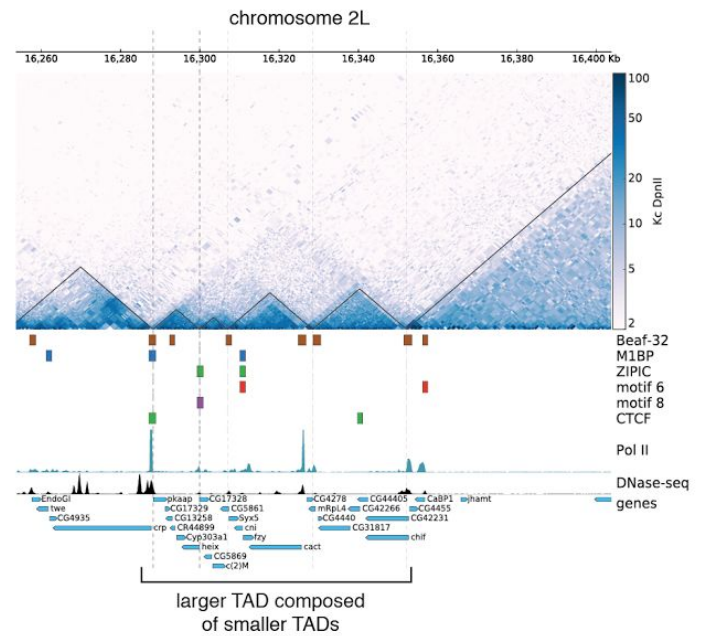 chromosome 2L
16,260 16,280 16,300 16,320 16,340 16,360 16,380 16,400 Kb
100
50
20
10
5
2
Kc DpnII
Beaf-32
M1BP
ZIPIC
motif 6
motif 8
CTCF
Pol II
DNase-seq
genes
EndoGI pkaap CG17328 CG4278 CG44405 CaBP1 Jhamt
twe CG17329 CG5861 mRpL4 CG42266 CG4455
CG4935 CG13258 Syx5 CG4440 CG42231
crp CR44899 cni CG31817
Cyp303a1 fzy chif
heix cact
CG5869
c(2)M
larger TAD composed
of smaller TADs